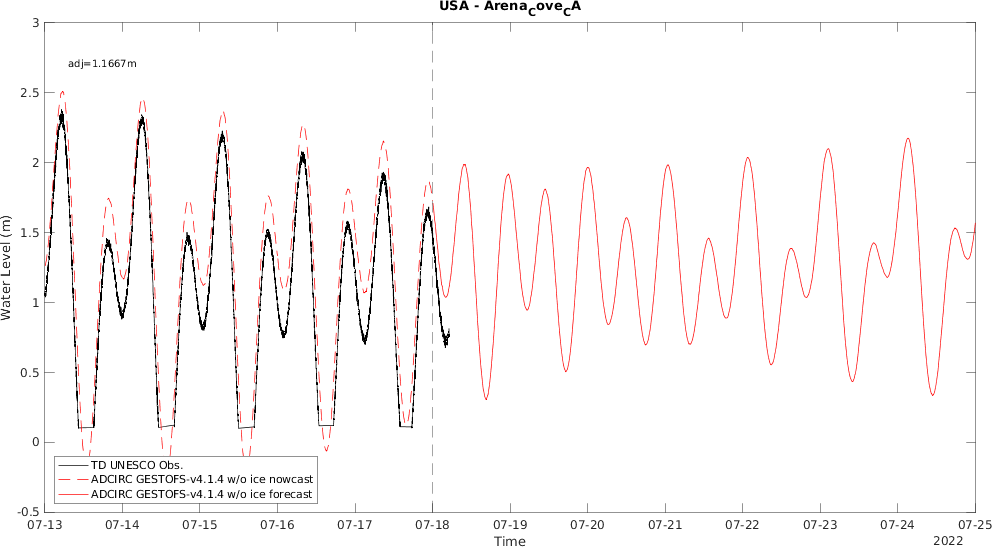 USA - Arena_Cove_CA
adj=1.1667m
3
2.5
2
1.5
1
0.5
0
-0.5
Water Level (m)
TD UNESCO Obs.
ADCIRC GESTOFS-v4.1.4 w/o ice nowcast
ADCIRC GESTOFS-v4.1.4 w/o ice forecast
07-13 07-14 07-15 07-16 07-17 07-18 07-19 07-20 07-21 07-22 07-23 07-24 07-25
Time
2022